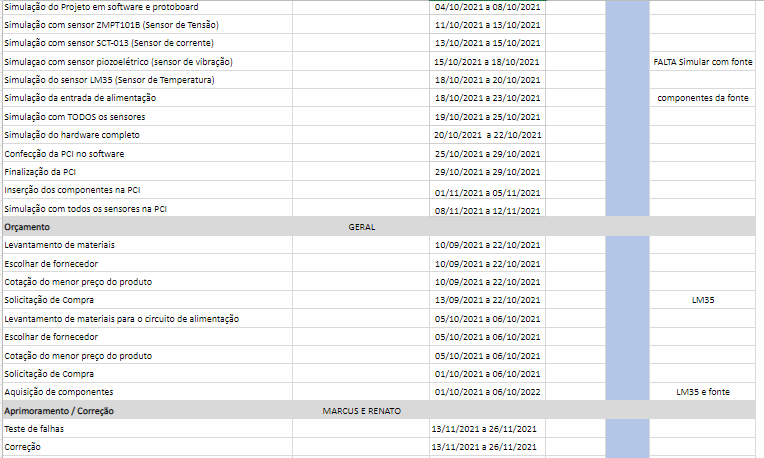 Simulação do Projeto em software e protoboard 04/10/2021 a 08/10/2021
Simulação com sensor ZMPT101B (Sensor de Tensão) 11/10/2021 a 13/10/2021
Simulação com sensor SCT-013 (Sensor de corrente) 13/10/2021 a 15/10/2021
Simulaçao com sensor piozoelétrico (sensor de vibração) 15/10/2021 a 18/10/2021 FALTA Simular com fonte
Simulação do sensor LM35 (Sensor de Temperatura) 18/10/2021 a 20/10/2021
Simulação da entrada de alimentação 18/10/2021 a 23/10/2021 componentes da fonte
Simulação com TODOS os sensores 19/10/2021 a 25/10/2021
Simulação do hardware completo 20/10/2021 a 22/10/2021
Confecção da PCI no software 25/10/2021 a 29/10/2021
Finalização da PCI 29/10/2021 a 29/10/2021
Inserção dos componentes na PCI 01/11/2021 a 05/11/2021
Simulação com todos os sensores na PCI 08/11/2021 a 12/11/2021
Orçamento GERAL
Levantamento de materiais 10/09/2021 a 22/10/2021
Escolhar de fornecedor 10/09/2021 a 22/10/2021
Cotação do menor preço do produto 10/09/2021 a 22/10/2021
Solicitação de Compra 13/09/2021 a 22/10/2021 LM35
Levantamento de materiais para o circuito de alimentação 05/10/2021 a 06/10/2021
Escolhar de fornecedor 05/10/2021 a 06/10/2021
Cotação do menor preço do produto 05/10/2021 a 06/10/2021
Solicitação de Compra 01/10/2021 a 06/10/2021
Aquisição de componentes 01/10/2021 a 06/10/2022 LM35 e fonte
Aprimoramento / Correção MARCUS E RENATO
Teste de falhas 13/11/2021 a 26/11/2021
Correção 13/11/2021 a 26/11/2021